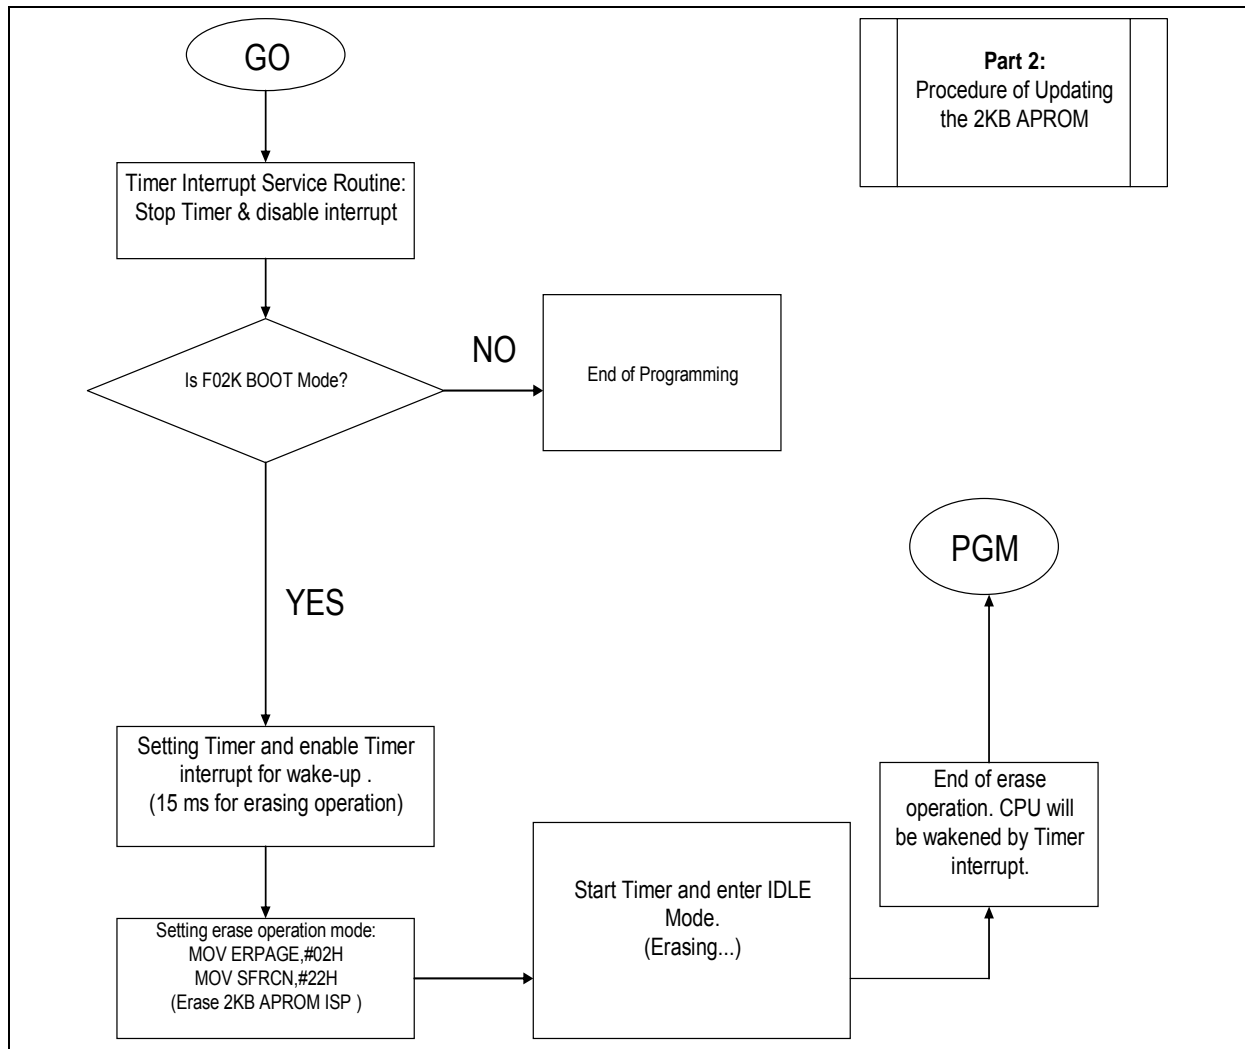 GO
Part 2:
Procedure of Updating
the 2KB APROM
Timer Interrupt Service Routine:
Stop Timer & disable interrupt
Is F02K BOOT Mode?
NO
End of Programming
YES
PGM
Setting Timer and enable Timer
interrupt for wake-up .
(15 ms for erasing operation)
End of erase
operation. CPU will
be wakened by Timer
interrupt.
Setting erase operation mode:
MOV ERPAGE,#02H
MOV SFRCN,#22H
(Erase 2KB APROM ISP )
Start Timer and enter IDLE
Mode.
(Erasing...)